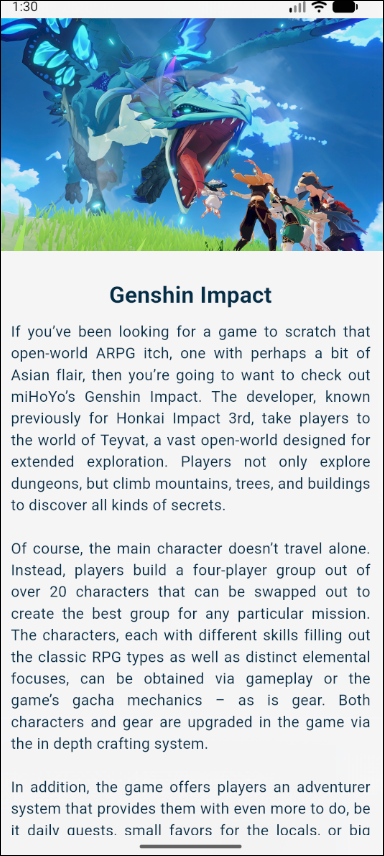 1:30
Genshin Impact
If you’ve been looking for a game to scratch that
open-world ARPG itch, one with perhaps a bit of
Asian flair, then you’re going to want to check out
miHoYo’s Genshin Impact. The developer, known
previously for Honkai Impact 3rd, take players to
the world of Teyvat, a vast open-world designed for
extended exploration. Players not only explore
dungeons, but climb mountains, trees, and buildings
to discover all kinds of secrets.
Of course, the main character doesn’t travel alone.
Instead, players build a four-player group out of
over 20 characters that can be swapped out to
create the best group for any particular mission.
The characters, each with different skills filling out
the classic RPG types as well as distinct elemental
focuses, can be obtained via gameplay or the
game’s gacha mechanics – as is gear. Both
characters and gear are upgraded in the game via
the in depth crafting system.
In addition, the game offers players an adventurer
system that provides them with even more to do, be
it daily quests, small favors for the locals, or big